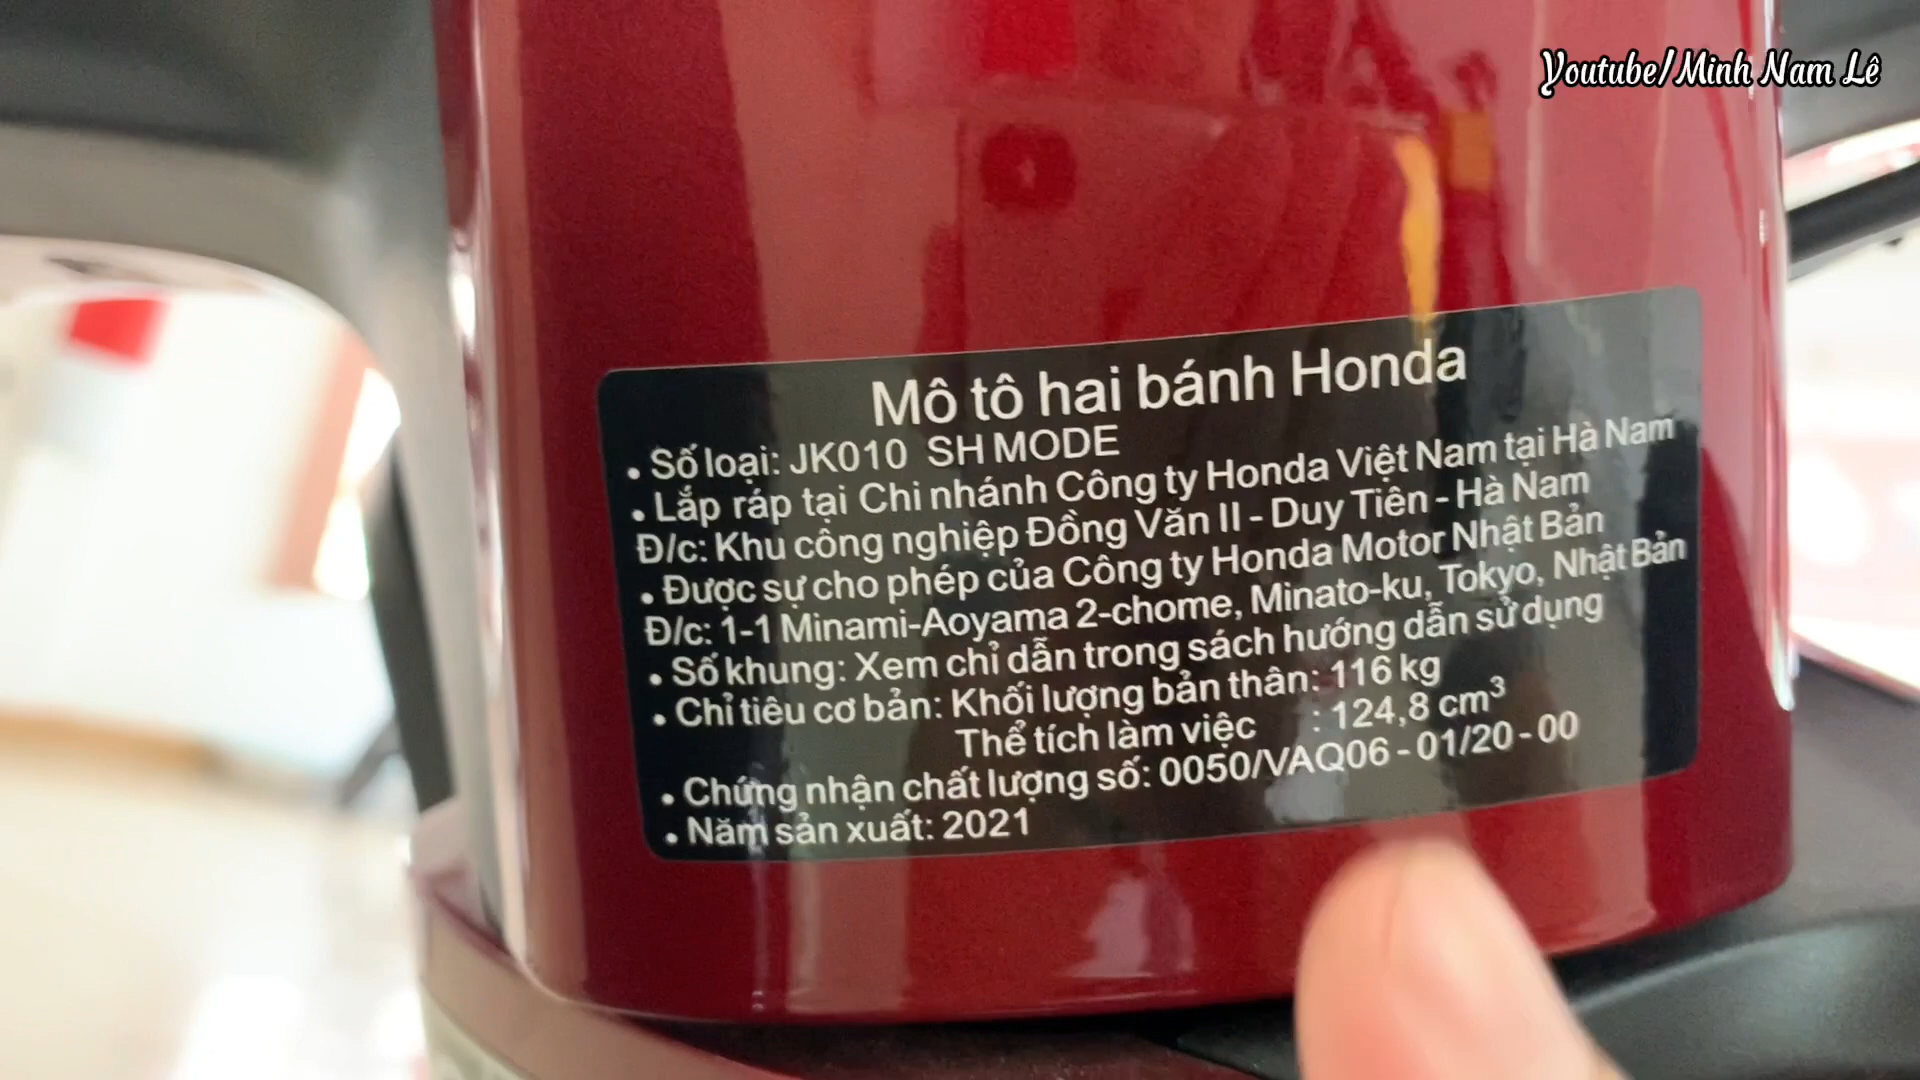 Youtube/Minh Nam Lê
Mô tô hai bánh Honda
• Số loại: JK010 SH MODE
• Lắp ráp tại Chi nhánh Công ty Honda Việt Nam tại Hà Nam
Đ/c: Khu công nghiệp Đồng Văn II - Duy Tiên - Hà Nam
• Được sự cho phép của Công ty Honda Motor Nhật Bản
Đ/c: 1-1 Minami-Aoyama 2-chome, Minato-ku, Tokyo, Nhật Bản
• Số khung: Xem chỉ dẫn trong sách hướng dẫn sử dụng
• Chỉ tiêu cơ bản: Khối lượng bản thân: 116 kg
Thể tích làm việc : 124,8 cm³
• Chứng nhận chất lượng số: 0050/VAQ06 - 01/20 - 00
• Năm sản xuất: 2021